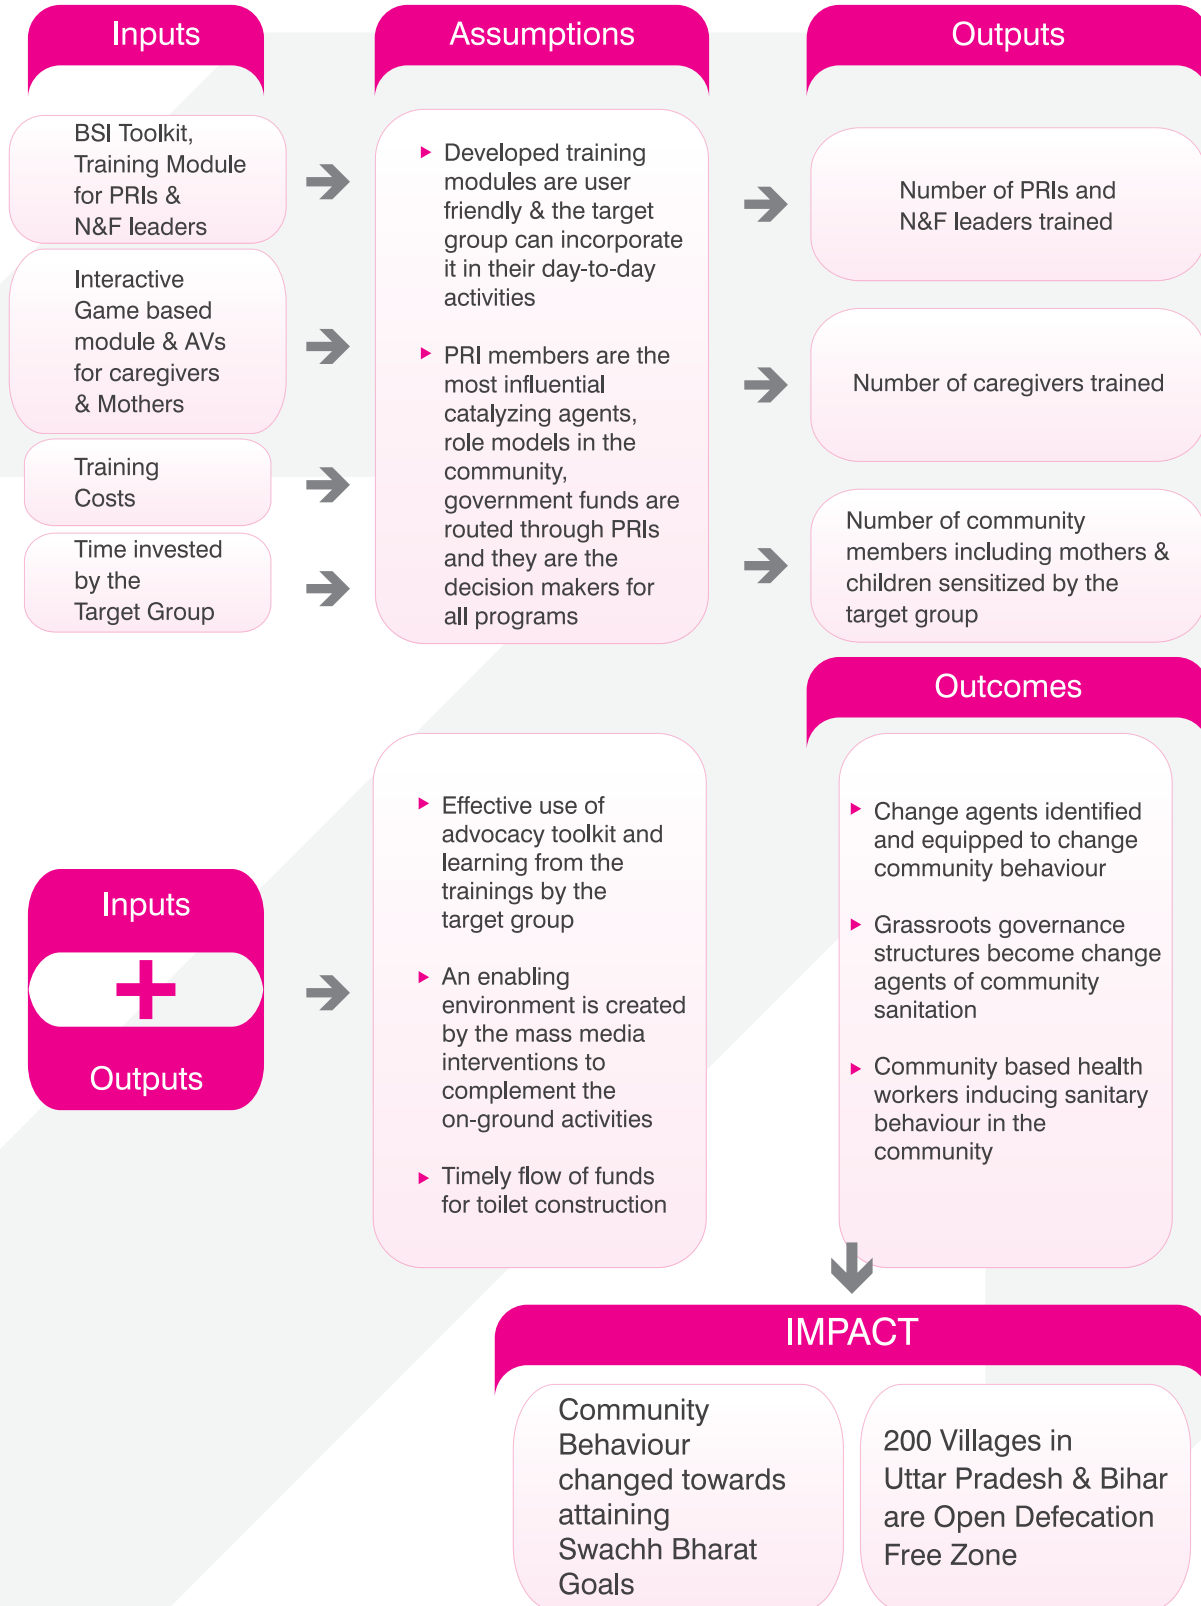 Inputs
Assumptions
Outputs
BSI Toolkit,
Training Module
for PRIs &
N&F leaders
Interactive
Game based
module & AVs
for caregivers
& Mothers
Training
Costs
Time invested
by the
Target Group
▶ Developed training
modules are user
friendly & the target
group can incorporate
it in their day-to-day
activities
▶ PRI members are the
most influential
catalyzing agents,
role models in the
community,
government funds are
routed through PRIs
and they are the
decision makers for
all programs
Number of PRIs and
N&F leaders trained
Number of caregivers trained
Number of community
members including mothers &
children sensitized by the
target group
Inputs
+
Outputs
▶ Effective use of
advocacy toolkit and
learning from the
trainings by the
target group
▶ An enabling
environment is created
by the mass media
interventions to
complement the
on-ground activities
▶ Timely flow of funds
for toilet construction
Outcomes
▶ Change agents identified
and equipped to change
community behaviour
▶ Grassroots governance
structures become change
agents of community
sanitation
▶ Community based health
workers inducing sanitary
behaviour in the
community
IMPACT
Community
Behaviour
changed towards
attaining
Swachh Bharat
Goals
200 Villages in
Uttar Pradesh & Bihar
are Open Defecation
Free Zone